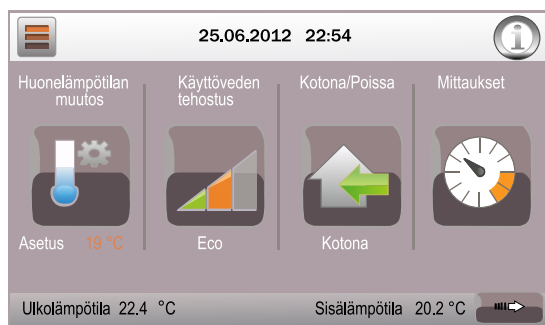 25.06.2012 22:54
Huonelämpötilan
muutos
Käyttöveden
tehostus
Kotona/Poissa
Mittaukset
Asetus 19 °C
Eco
Kotona
Ulkolämpötila 22.4 °C
Sisälämpötila 20.2 °C